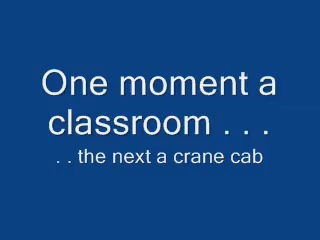 One moment a
classroom . . .
. . the next a crane cab